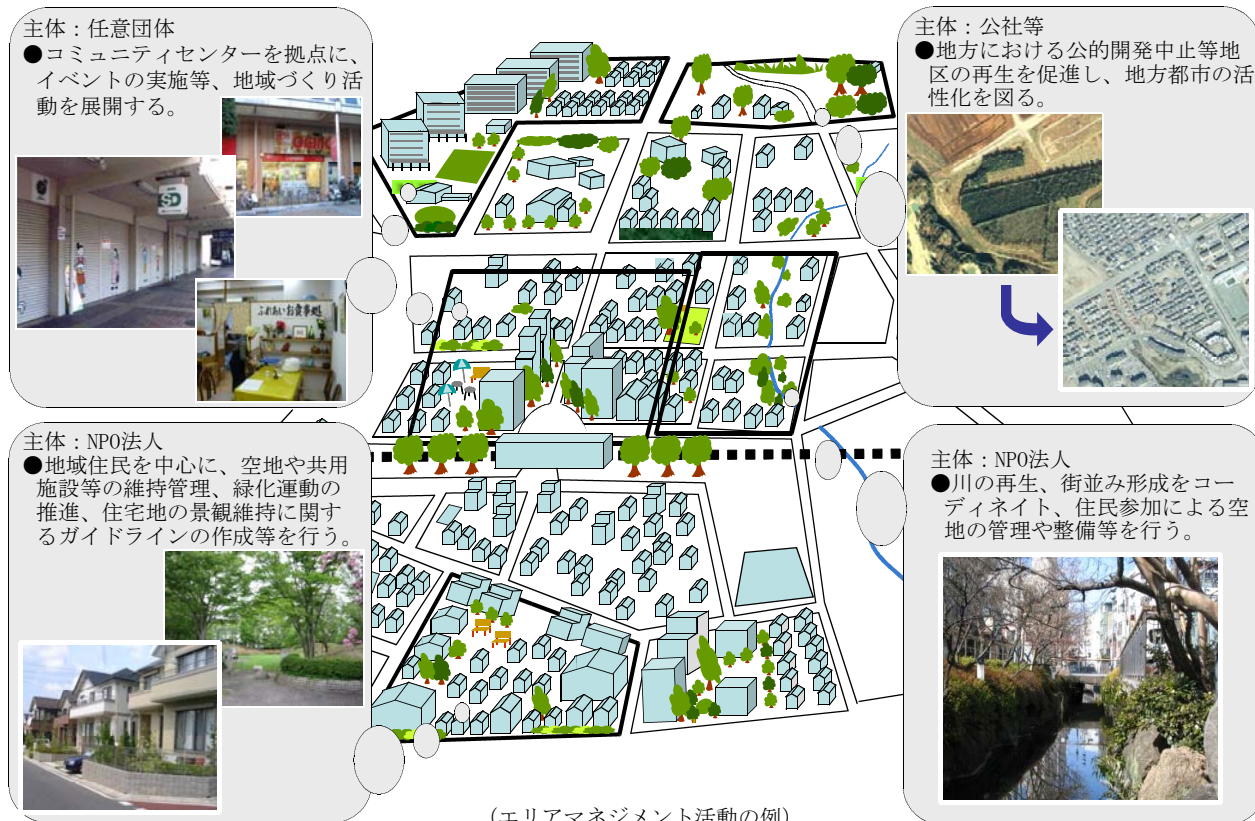 主体：任意団体
●コミュニティセンターを拠点に、
イベントの実施等、地域づくり活
動を展開する。
SD
ふれあいお食事処
主体：公社等
●地方における公的開発中止等地
区の再生を促進し、地方都市の活
性化を図る。
主体：NPO法人
●地域住民を中心に、空地や共用
施設等の維持管理、緑化運動の
推進、住宅地の景観維持に関す
るガイドラインの作成等を行う。
主体：NPO法人
●川の再生、街並み形成をコー
ディネイト、住民参加による空
地の管理や整備等を行う。
(エリアマネジメント活動の例)